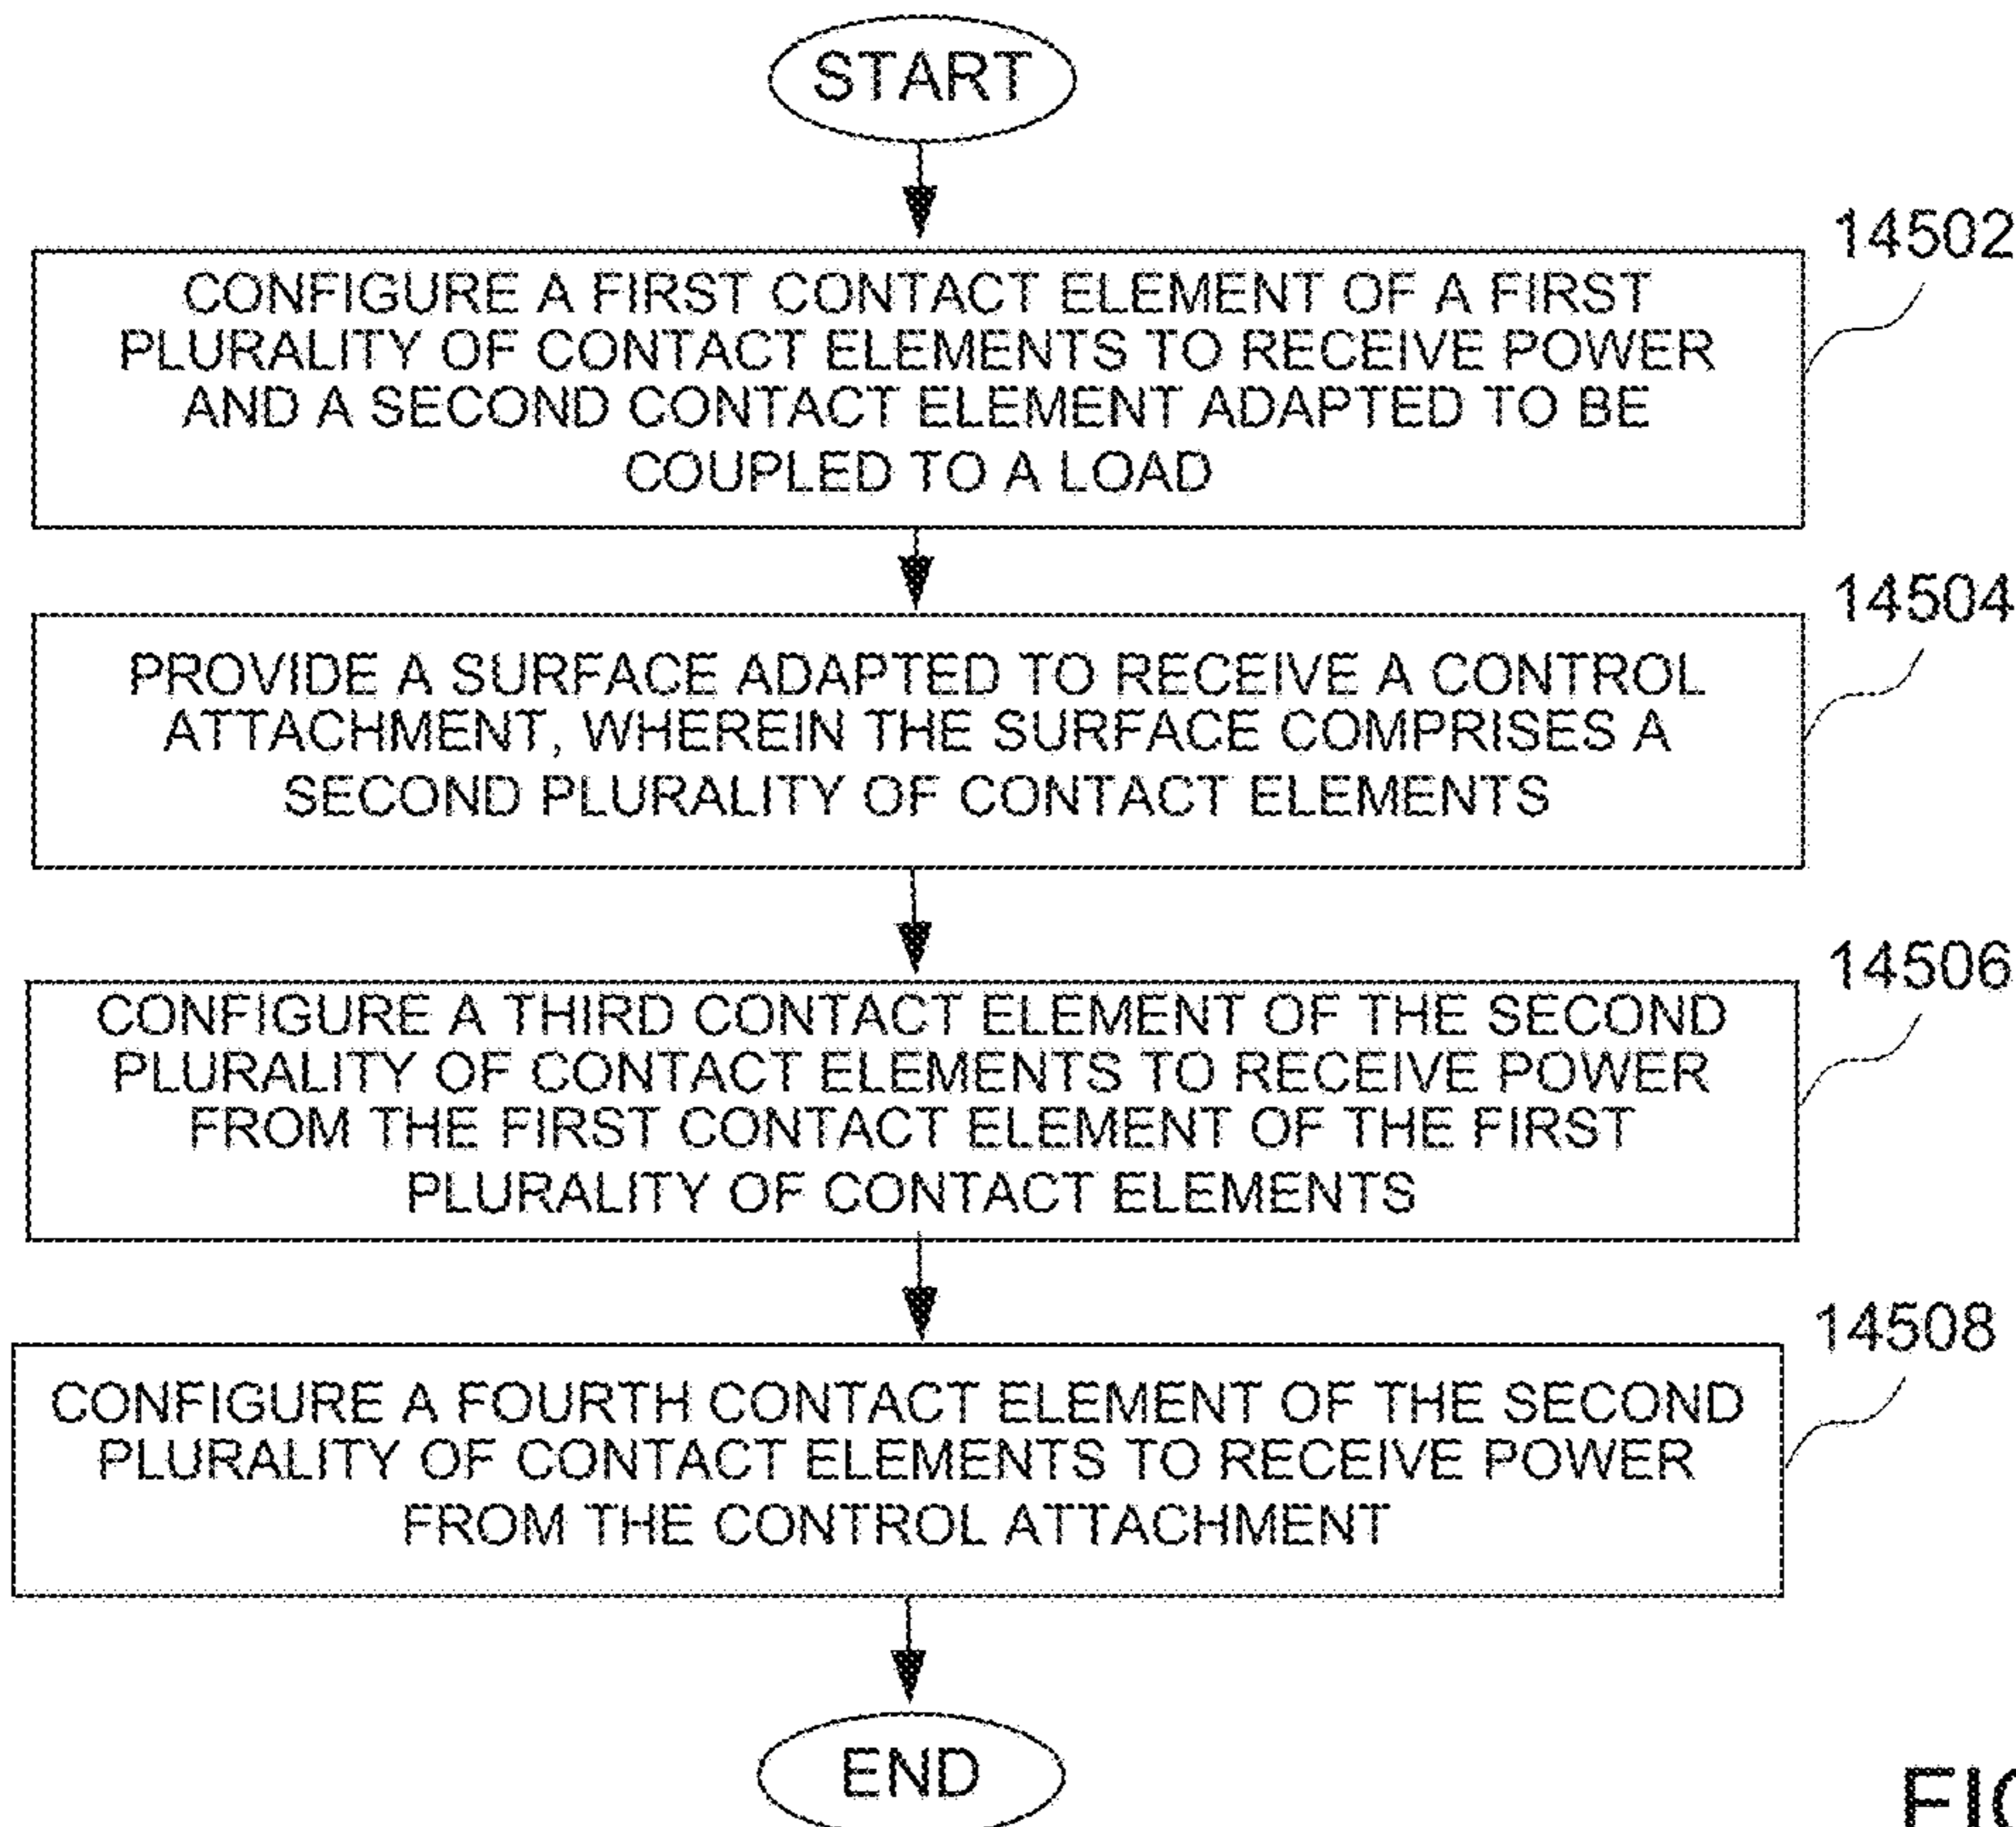 START
14502
CONFIGURE A FIRST CONTACT ELEMENT OF A FIRST
PLURALITY OF CONTACT ELEMENTS TO RECEIVE POWER
AND A SECOND CONTACT ELEMENT ADAPTED TO BE
COUPLED TO A LOAD
14504
PROVIDE A SURFACE ADAPTED TO RECEIVE A CONTROL
ATTACHMENT, WHEREIN THE SURFACE COMPRISES A
SECOND PLURALITY OF CONTACT ELEMENTS
14506
CONFIGURE A THIRD CONTACT ELEMENT OF THE SECOND
PLURALITY OF CONTACT ELEMENTS TO RECEIVE POWER
FROM THE FIRST CONTACT ELEMENT OF THE FIRST
PLURALITY OF CONTACT ELEMENTS
14508
CONFIGURE A FOURTH CONTACT ELEMENT OF THE SECOND
PLURALITY OF CONTACT ELEMENTS TO RECEIVE POWER
FROM THE CONTROL ATTACHMENT
END